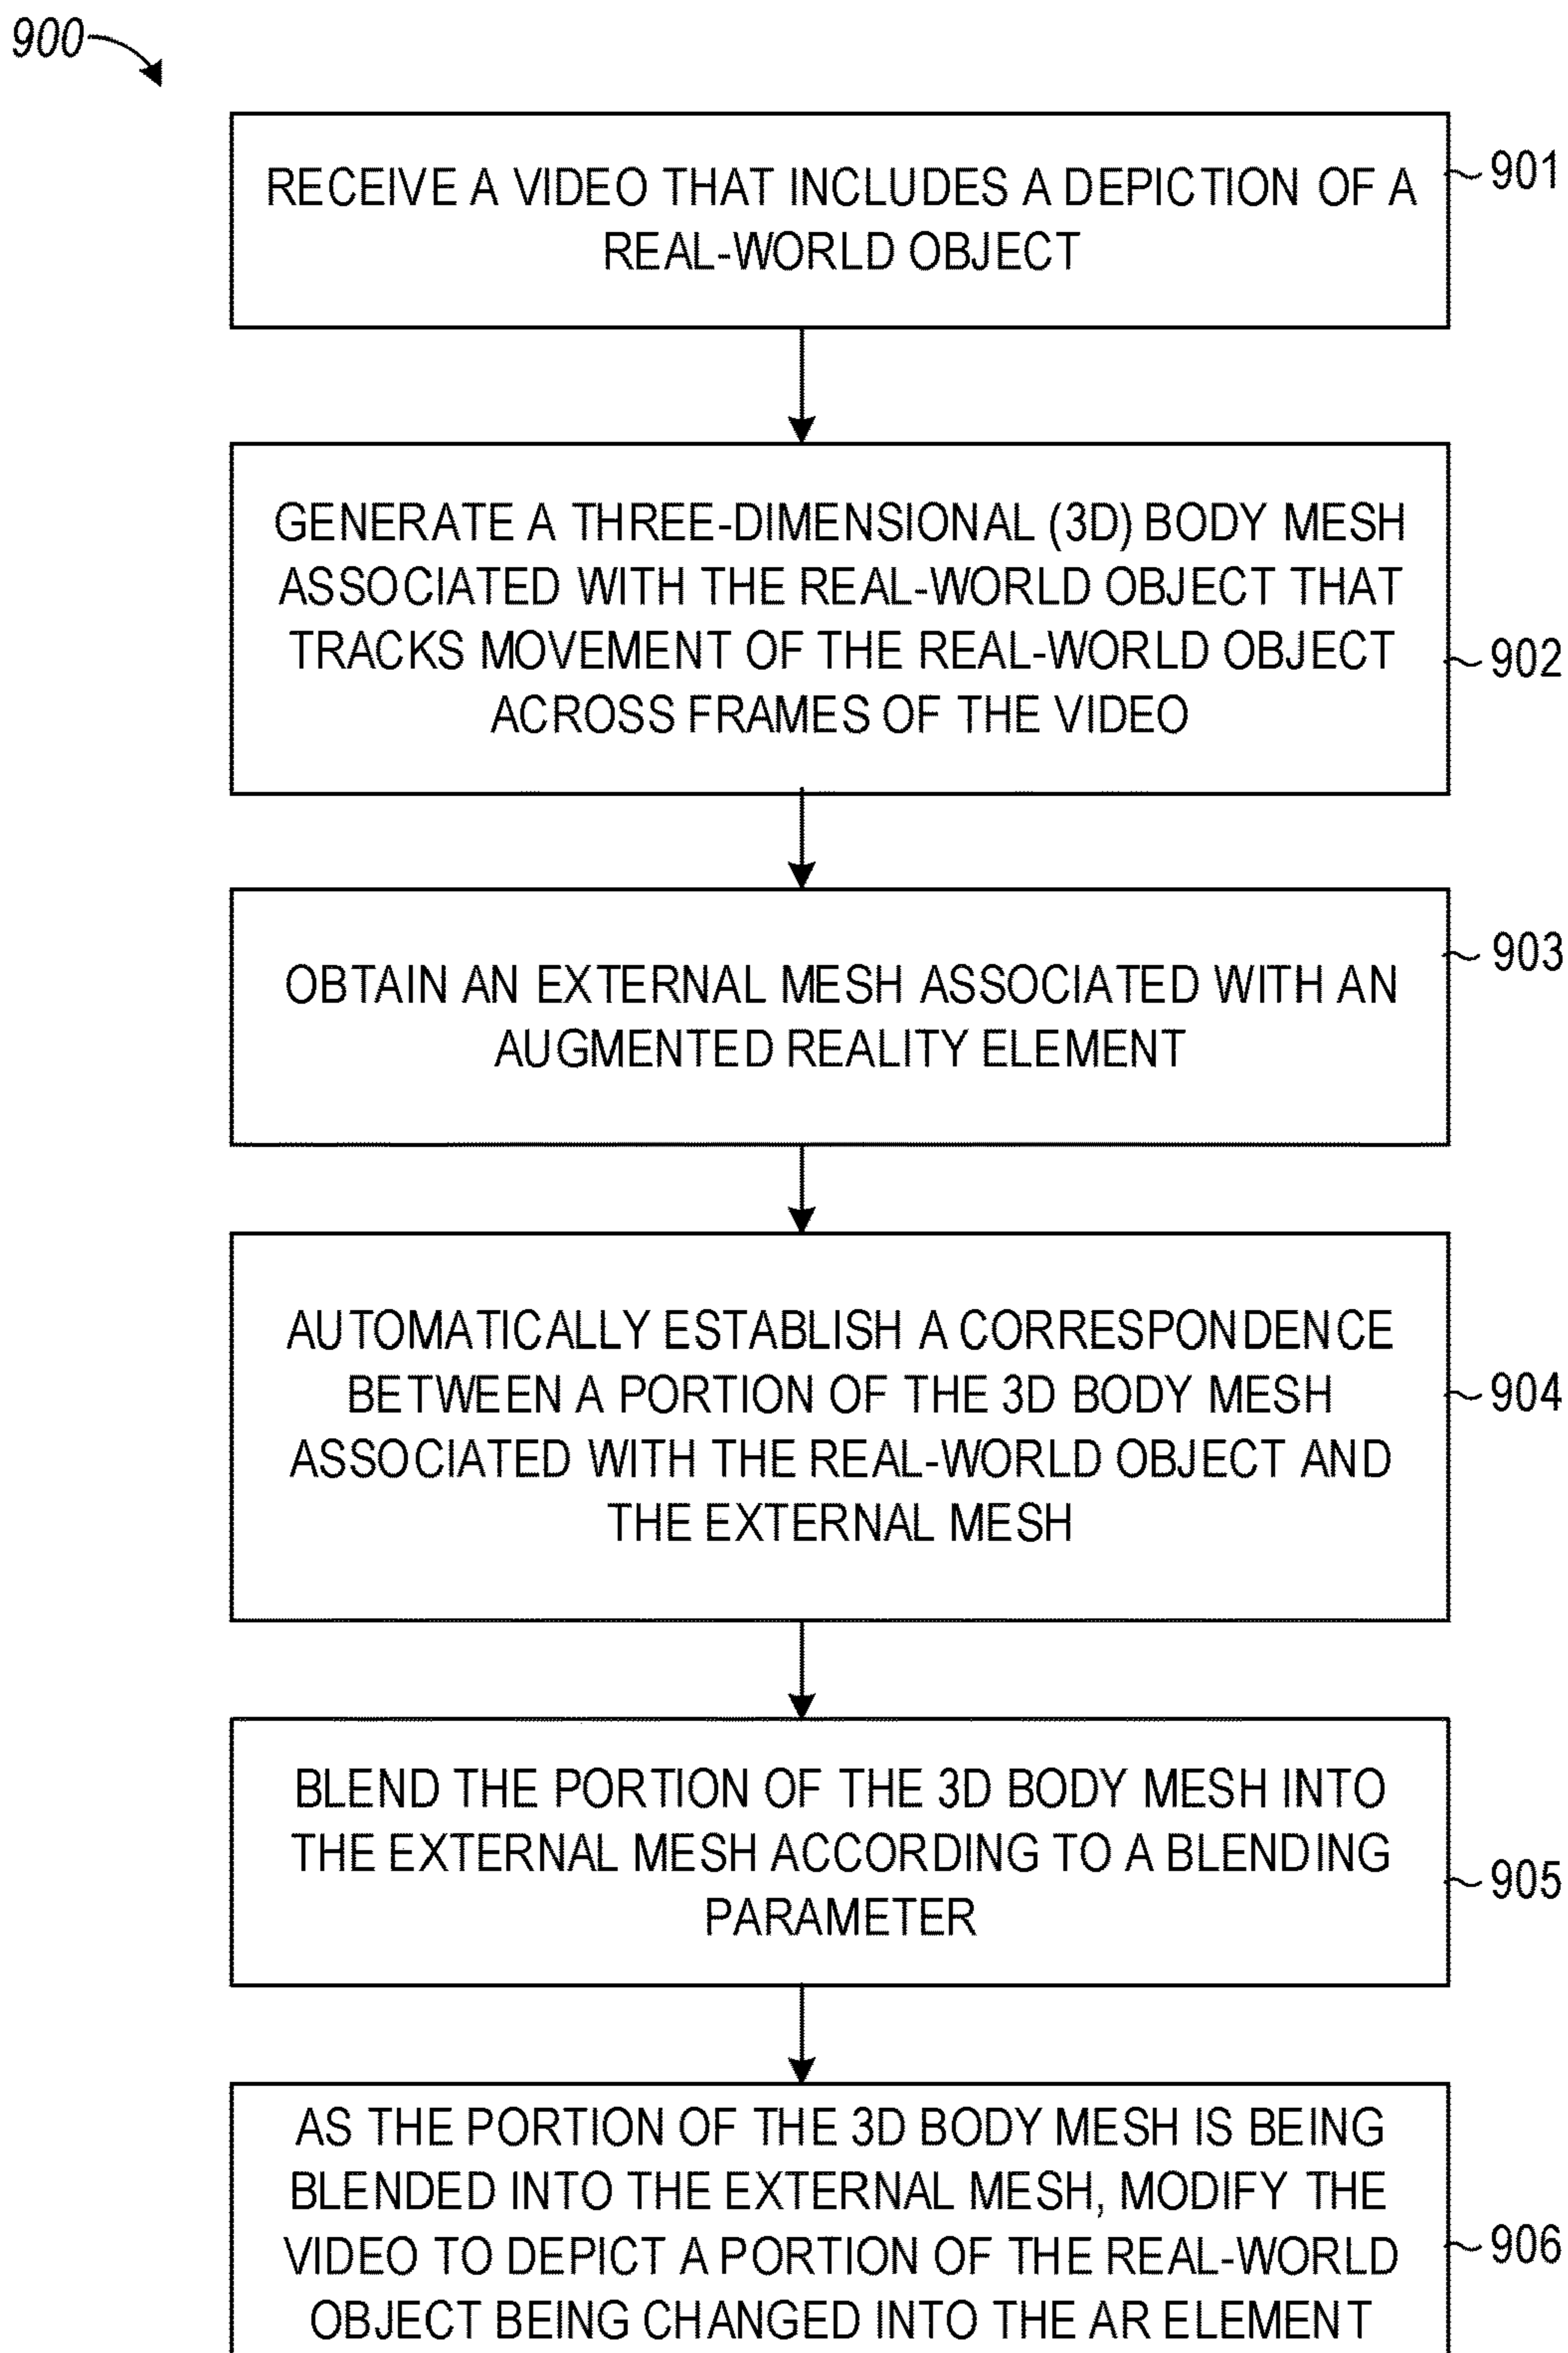 900
RECEIVE A VIDEO THAT INCLUDES A DEPICTION OF A
REAL-WORLD OBJECT
901
GENERATE A THREE-DIMENSIONAL (3D) BODY MESH
ASSOCIATED WITH THE REAL-WORLD OBJECT THAT
TRACKS MOVEMENT OF THE REAL-WORLD OBJECT
ACROSS FRAMES OF THE VIDEO
902
OBTAIN AN EXTERNAL MESH ASSOCIATED WITH AN
AUGMENTED REALITY ELEMENT
903
AUTOMATICALLY ESTABLISH A CORRESPONDENCE
BETWEEN A PORTION OF THE 3D BODY MESH
ASSOCIATED WITH THE REAL-WORLD OBJECT AND
THE EXTERNAL MESH
904
BLEND THE PORTION OF THE 3D BODY MESH INTO
THE EXTERNAL MESH ACCORDING TO A BLENDING
PARAMETER
905
AS THE PORTION OF THE 3D BODY MESH IS BEING
BLENDED INTO THE EXTERNAL MESH, MODIFY THE
VIDEO TO DEPICT A PORTION OF THE REAL-WORLD
OBJECT BEING CHANGED INTO THE AR ELEMENT
906